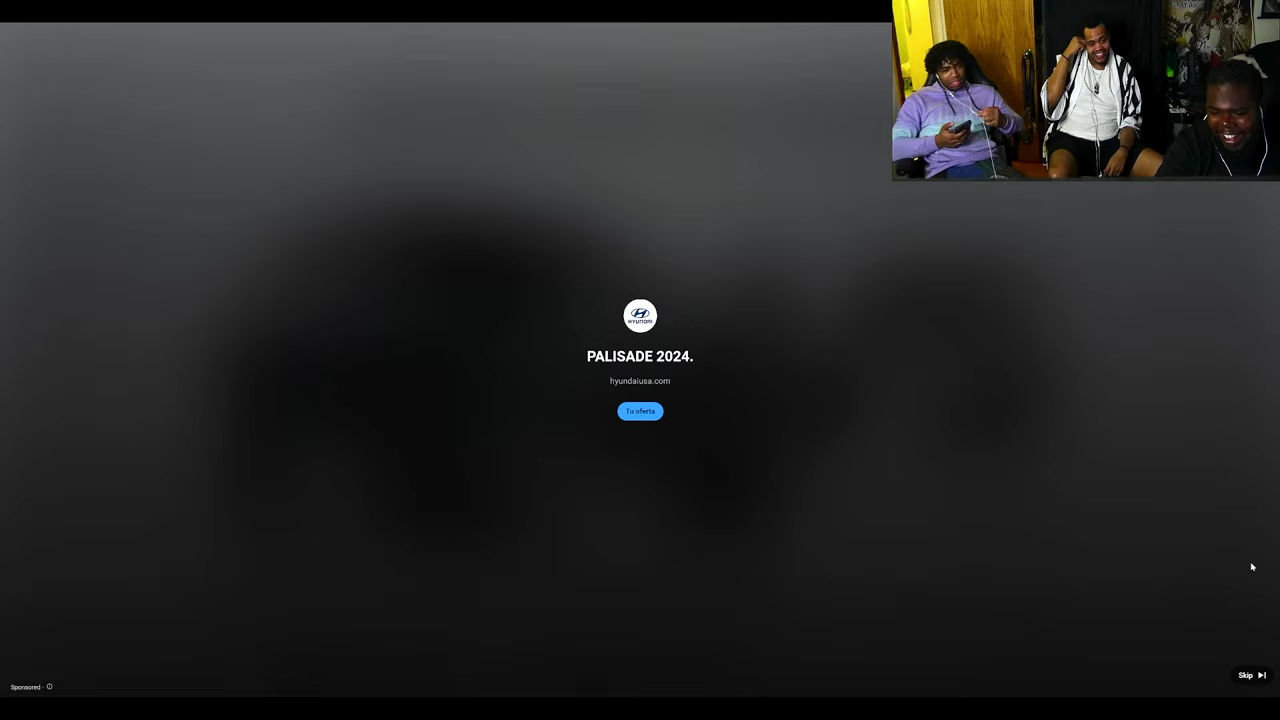 HYUNDAI
PALISADE 2024.
hyundaiusa.com
Tu oferta
Sponsored ·
Skip